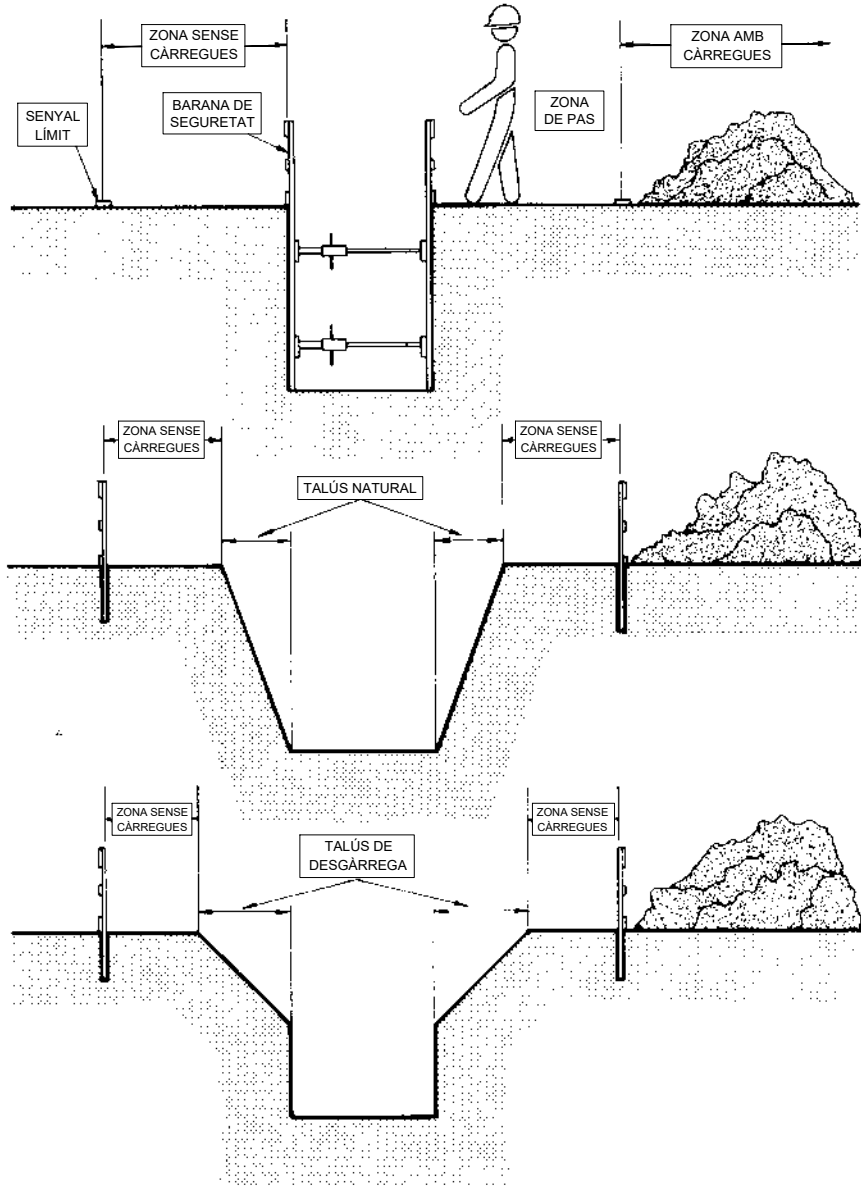 ZONA SENSE
CÀRREGUES
ZONA AMB
CÀRREGUES
SENYAL
LÍMIT
BARANA DE
SEGURETAT
ZONA
DE PAS
ZONA SENSE
CÀRREGUES
ZONA SENSE
CÀRREGUES
TALÚS NATURAL
ZONA SENSE
CÀRREGUES
ZONA SENSE
CÀRREGUES
TALÚS DE
DESGÀRREGA